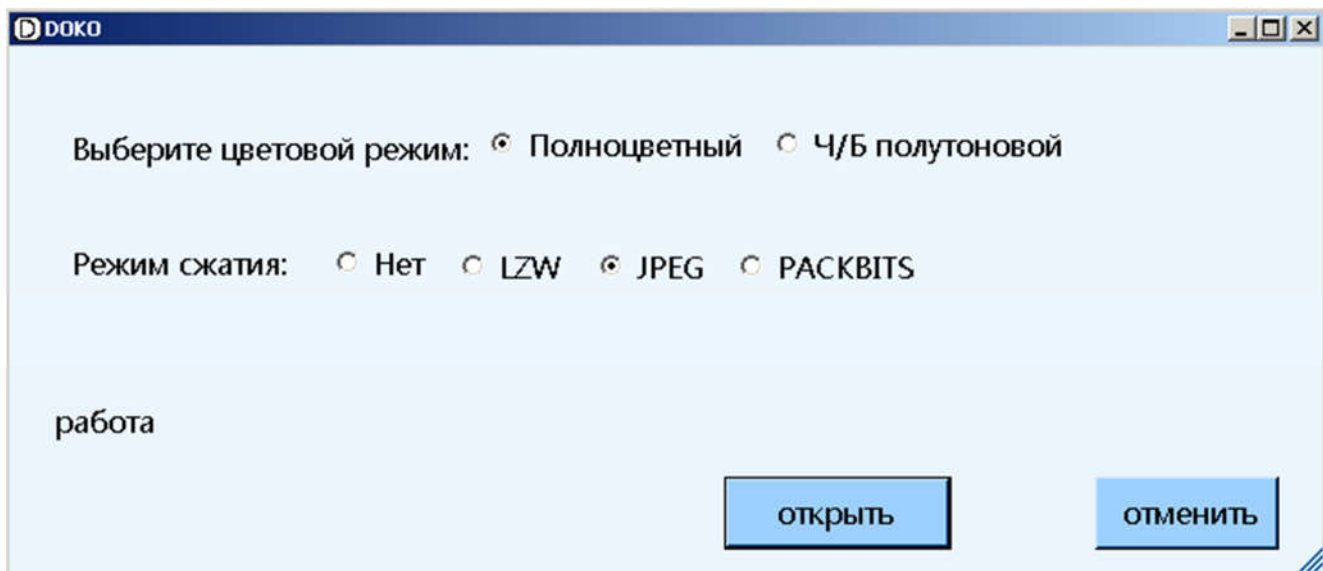 DOKO
Выберите цветовой режим: Полноцветный Ч/Б полутоновой
Режим сжатия: Нет LZW JPEG PACKBITS
работа
открыть отменить